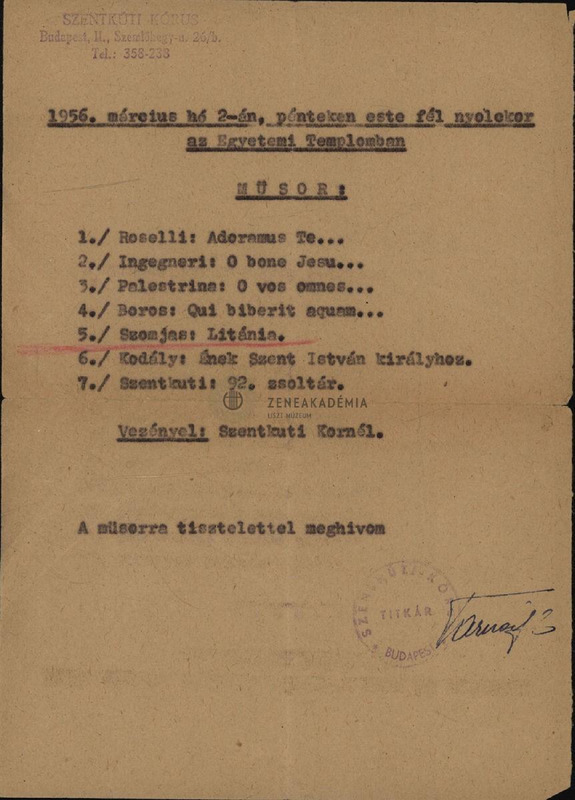 SZENTKÚTI KÓRUS
Budapest, II., Szemlőhegy-u. 26/b.
Tel.: 358-238
1956. március hó 2-án, pénteken este fél nyolckor
az Egyetemi Templomban
MŰSOR:
1./ Roselli: Adoramus Te...
2./ Ingegneri: O bone Jesu...
3./ Palestrina: O vos omnes...
4./ Boros: Qui biberit aquam...
5./ Szomjas: Litánia.
6./ Kodály: Ének Szent István királyhoz.
7./ Szentkuti: 92. zsoltár.
ZENEAKADÉMIA
LISZT MÚZEUM
Vezényel: Szentkuti Kornél.
A műsorra tisztelettel meghivom
TITKÁR
BUDAPEST